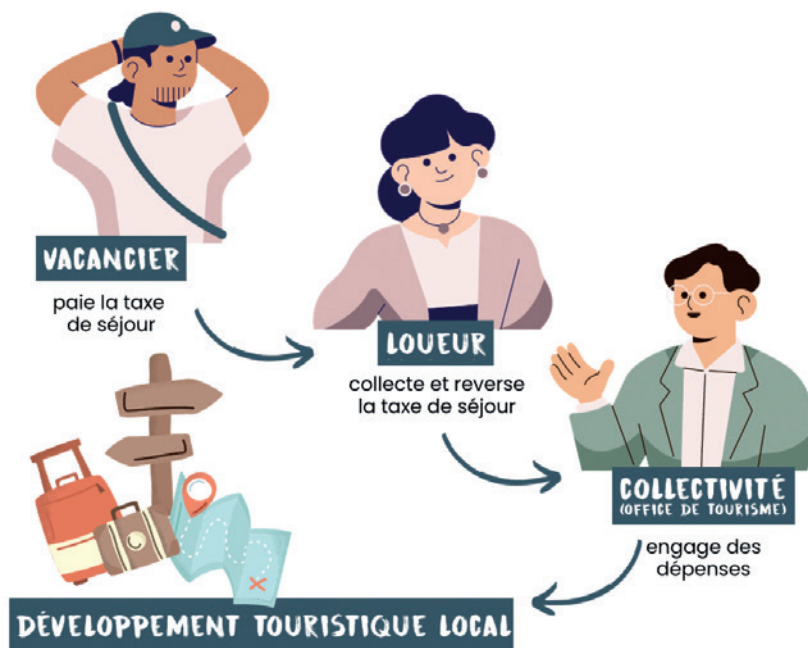 VACANCIER
paie la taxe
de séjour
LOUEUR
collecte et reverse
la taxe de séjour
COLLECTIVITÉ
(OFFICE DE TOURISME)
engage des
dépenses
DÉVELOPPEMENT TOURISTIQUE LOCAL